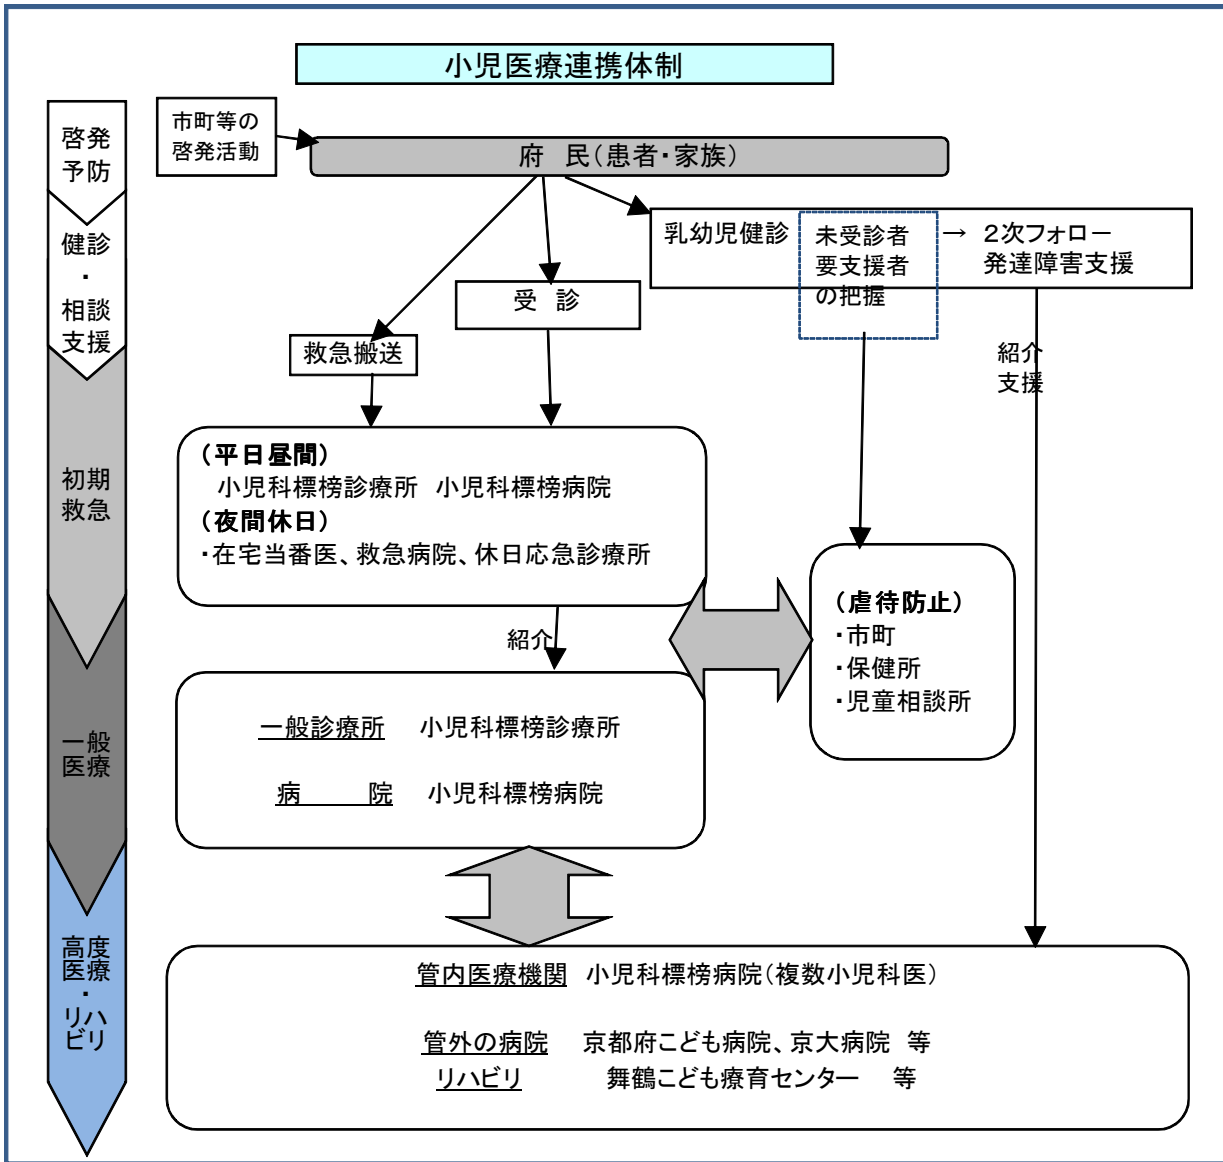 小児医療連携体制
啓発
予防
市町等の
啓発活動
府　民（患者・家族）
健診
・
相談
支援
乳幼児健診
未受診者
要支援者
の把握
→　２次フォロー
発達障害支援
受　診
救急搬送
紹介
支援
初期
救急
（平日昼間）
小児科標榜診療所　小児科標榜病院
（夜間休日）
・在宅当番医、救急病院、休日応急診療所
（虐待防止）
・市町
・保健所
・児童相談所
紹介
一般
医療
一般診療所　小児科標榜診療所
病　　　院　小児科標榜病院
高度
医療
・
リハ
ビリ
管内医療機関　小児科標榜病院（複数小児科医）
管外の病院　京都府こども病院、京大病院　等
リハビリ　　舞鶴こども療育センター　等